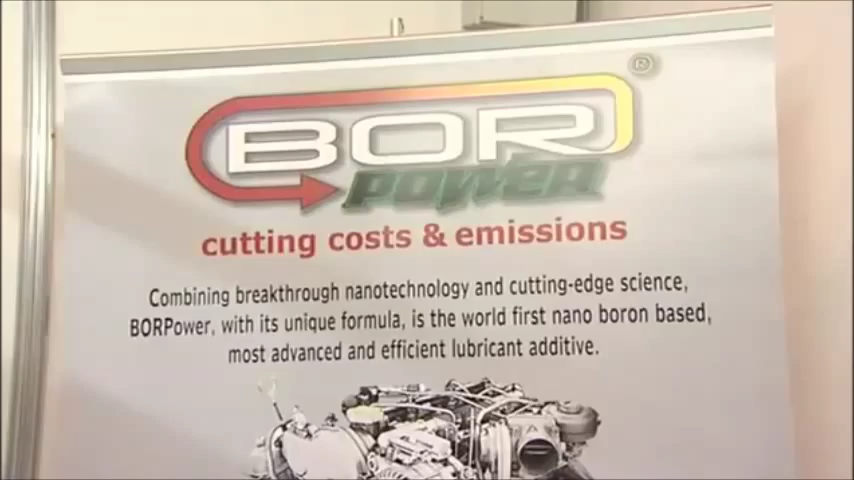 BOR
POWER
®
cutting costs & emissions
Combining breakthrough nanotechnology and cutting-edge science,
BORPower, with its unique formula, is the world first nano boron based,
most advanced and efficient lubricant additive.